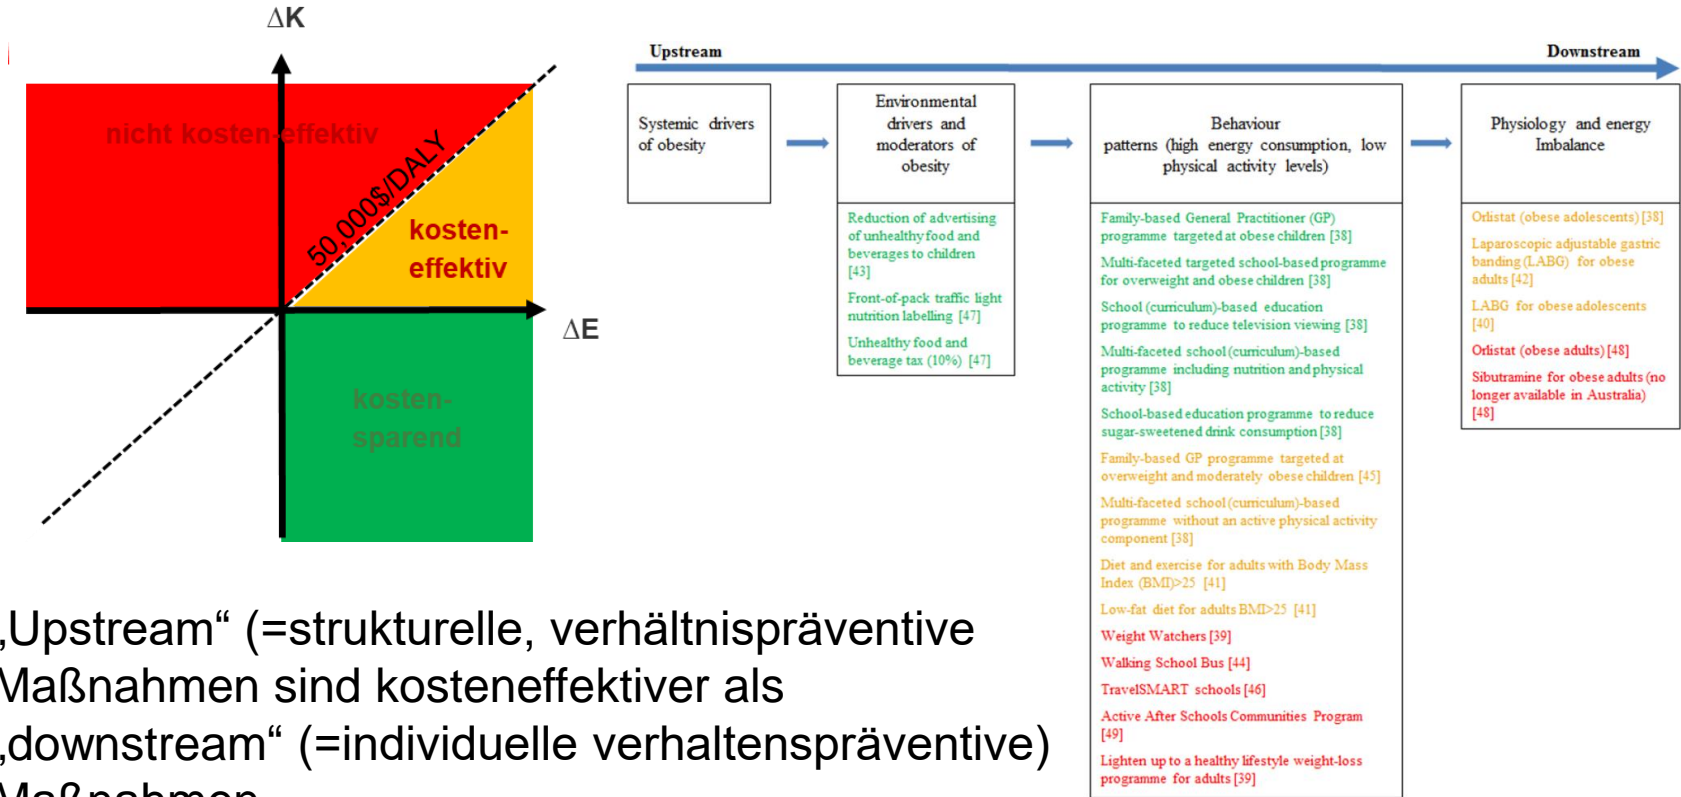 ΔK
nicht kosten-effektiv
50,000$/DALY
kosten-
effektiv
ΔE
kosten-
sparend
Upstream
Downstream
Systemic drivers
of obesity
Environmental
drivers and
moderators of
obesity
Behaviour
patterns (high energy consumption, low
physical activity levels)
Physiology and energy
Imbalance
Reduction of advertising
of unhealthy food and
beverages to children
[43]
Front-of-pack traffic light
nutrition labelling [47]
Unhealthy food and
beverage tax (10%) [47]
Family-based General Practitioner (GP)
programme targeted at obese children [38]
Multi-faceted targeted school-based programme
for overweight and obese children [38]
School (curriculum)-based education
programme to reduce television viewing [38]
Multi-faceted school (curriculum)-based
programme including nutrition and physical
activity [38]
School-based education programme to reduce
sugar-sweetened drink consumption [38]
Family-based GP programme targeted at
overweight and moderately obese children [45]
Multi-faceted school (curriculum)-based
programme without an active physical activity
component [38]
Diet and exercise for adults with Body Mass
Index (BMI)>25 [41]
Low-fat diet for adults BMI>25 [41]
Weight Watchers [39]
Walking School Bus [44]
TravelSMART schools [46]
Active After Schools Communities Program
[49]
Lighten up to a healthy lifestyle weight-loss
programme for adults [39]
Orlistat (obese adolescents) [38]
Laparoscopic adjustable gastric
banding (LABG) for obese
adults [42]
LABG for obese adolescents
[40]
Orlistat (obese adults) [48]
Sibutramine for obese adults (no
longer available in Australia)
[48]
„Upstream“ (=strukturelle, verhältnispräventive
Maßnahmen sind kosteneffektiver als
„downstream“ (=individuelle verhaltenspräventive)
Maßnahmen